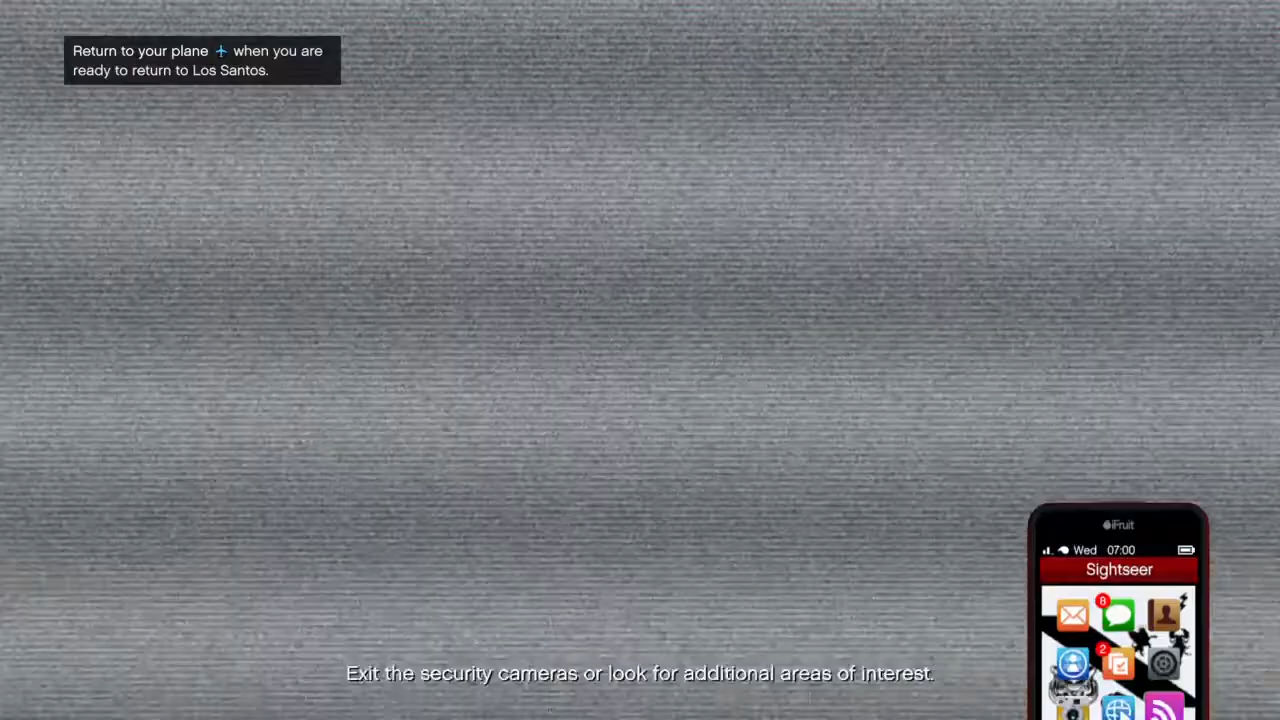 Return to your plane when you are
ready to return to Los Santos.
iFruit
Wed 07:00
Sightseer
8
2
Exit the security cameras or look for additional areas of interest.